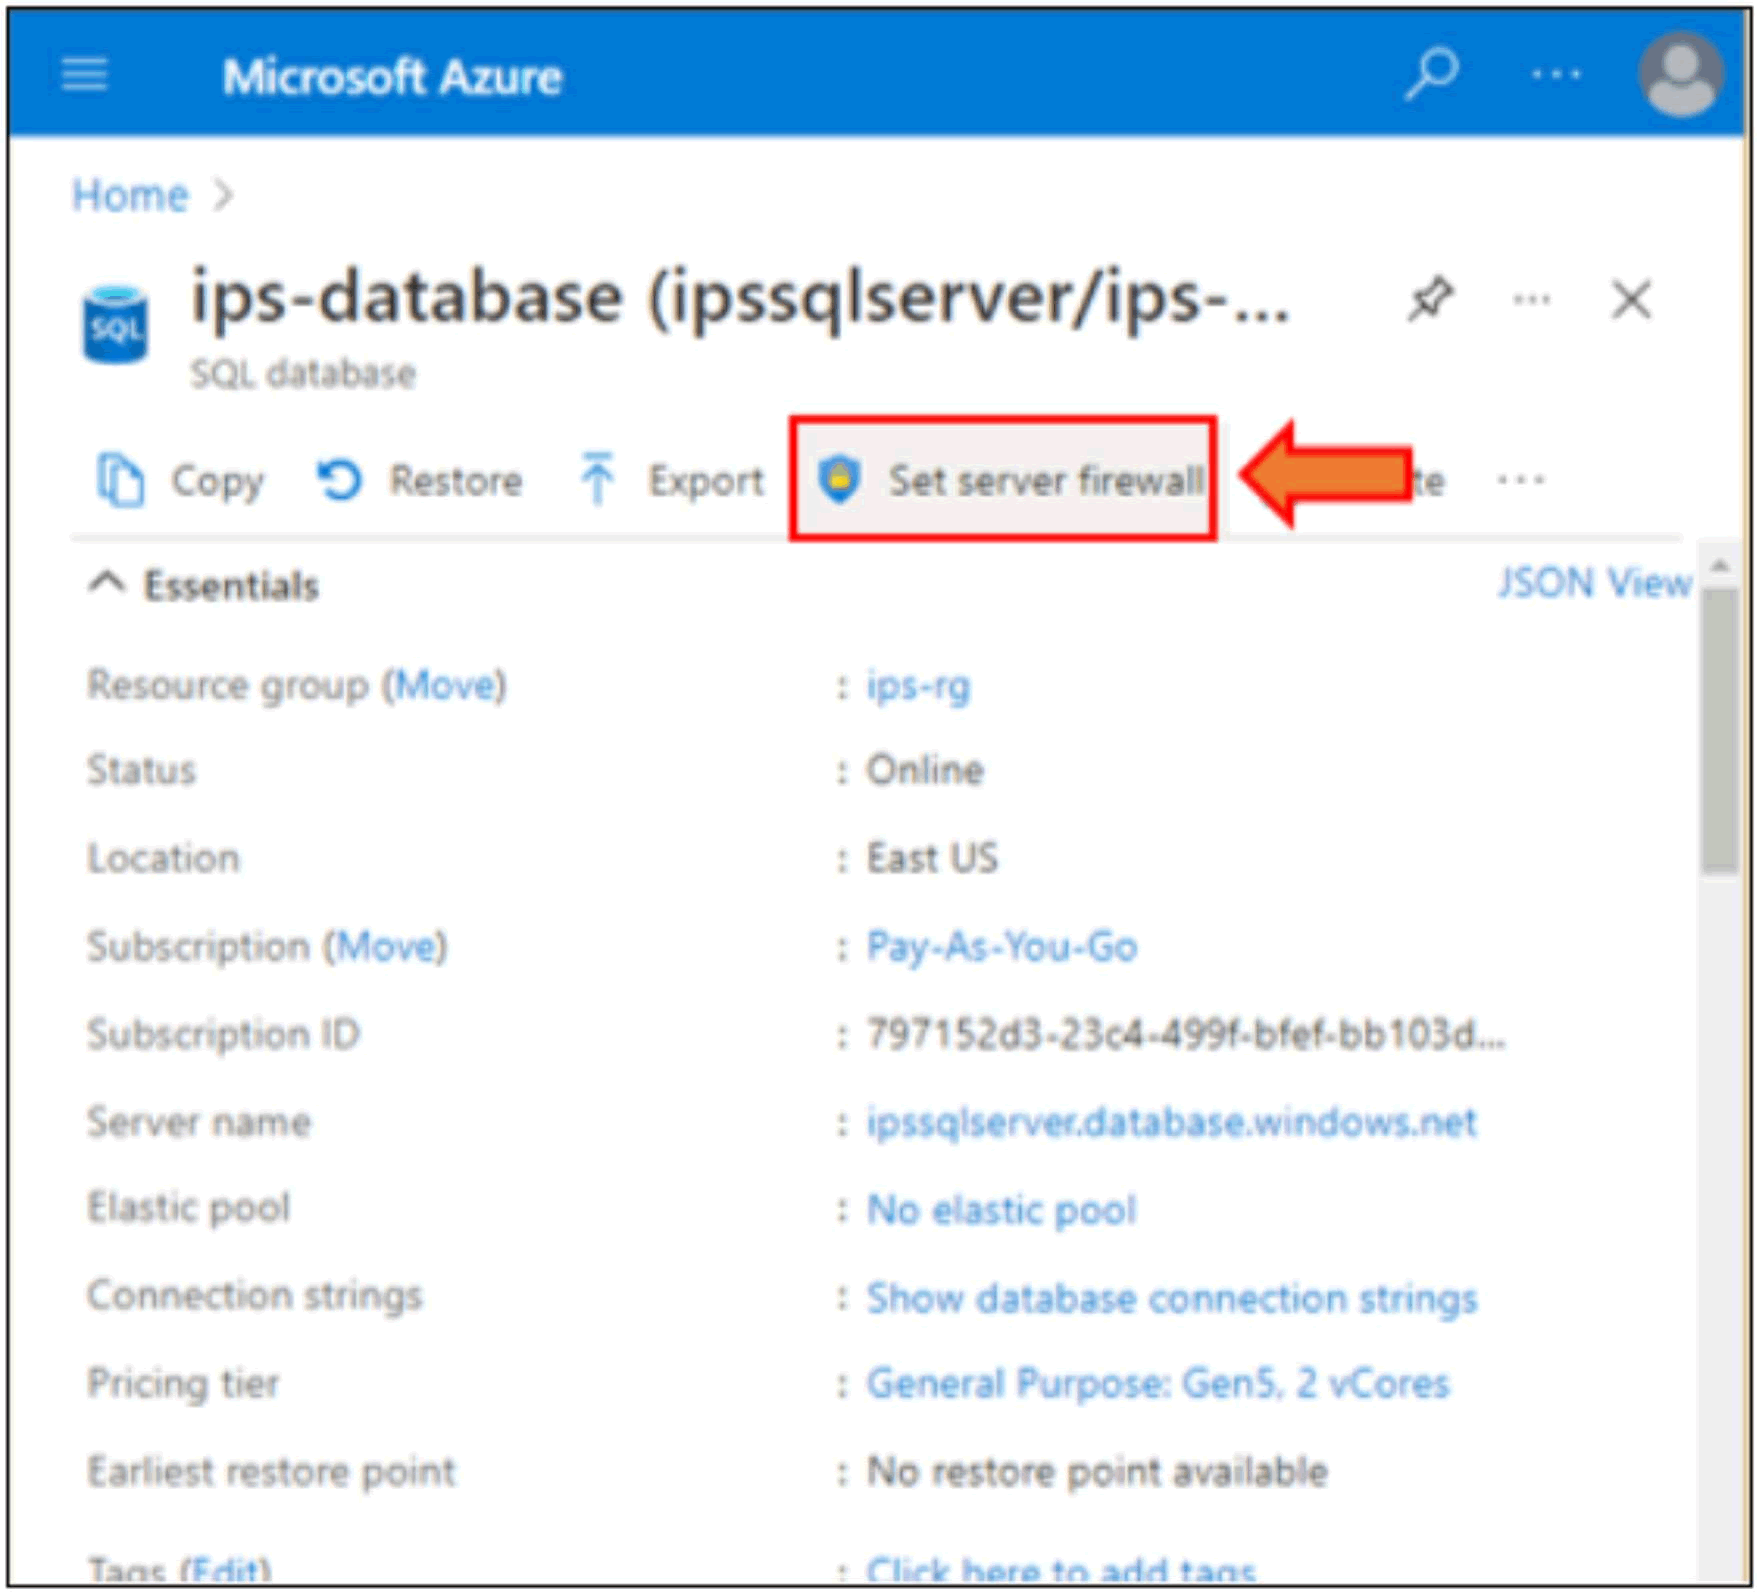 Microsoft Azure
Home
ips-database (ipssqlserver/ips-...
SQL
SQL database
Copy Restore Export Set server firewall te
Essentials JSON View
Resource group (Move) : ips-rg
Status : Online
Location : East US
Subscription (Move) : Pay-As-You-Go
Subscription ID : 797152d3-23c4-499f-bfef-bb103d...
Server name : ipssqlserver.database.windows.net
Elastic pool : No elastic pool
Connection strings : Show database connection strings
Pricing tier : General Purpose: Gen5, 2 vCores
Earliest restore point : No restore point available
Tags (Edit) : Click here to add tags